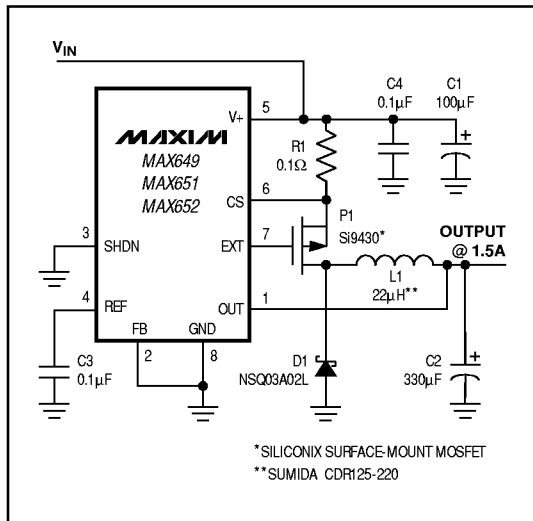 VIN
MAXIM
MAX649
MAX651
MAX652
V+
5
R1
0.1Ω
C4
0.1µF
C1
100µF
+
CS
6
P1
Si9430*
EXT
7
3
SHDN
4
REF
OUT
1
L1
22µH**
OUTPUT
@ 1.5A
FB
2
GND
8
C3
0.1µF
D1
NSQ03A02L
C2
330µF
+
*SILICONIX SURFACE-MOUNT MOSFET
**SUMIDA CDR125-220